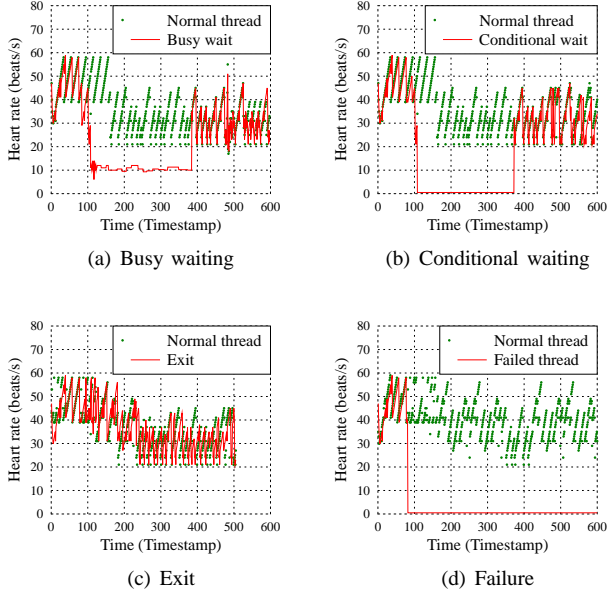 Normal thread
Busy wait
Heart rate (beats/s)
80
70
60
50
40
30
20
10
0
0 100 200 300 400 500 600
Time (Timestamp)
(a) Busy waiting
Normal thread
Conditional wait
Heart rate (beats/s)
80
70
60
50
40
30
20
10
0
0 100 200 300 400 500 600
Time (Timestamp)
(b) Conditional waiting
Normal thread
Exit
Heart rate (beats/s)
80
70
60
50
40
30
20
10
0
0 100 200 300 400 500 600
Time (Timestamp)
(c) Exit
Normal thread
Failed thread
Heart rate (beats/s)
80
70
60
50
40
30
20
10
0
0 100 200 300 400 500 600
Time (Timestamp)
(d) Failure